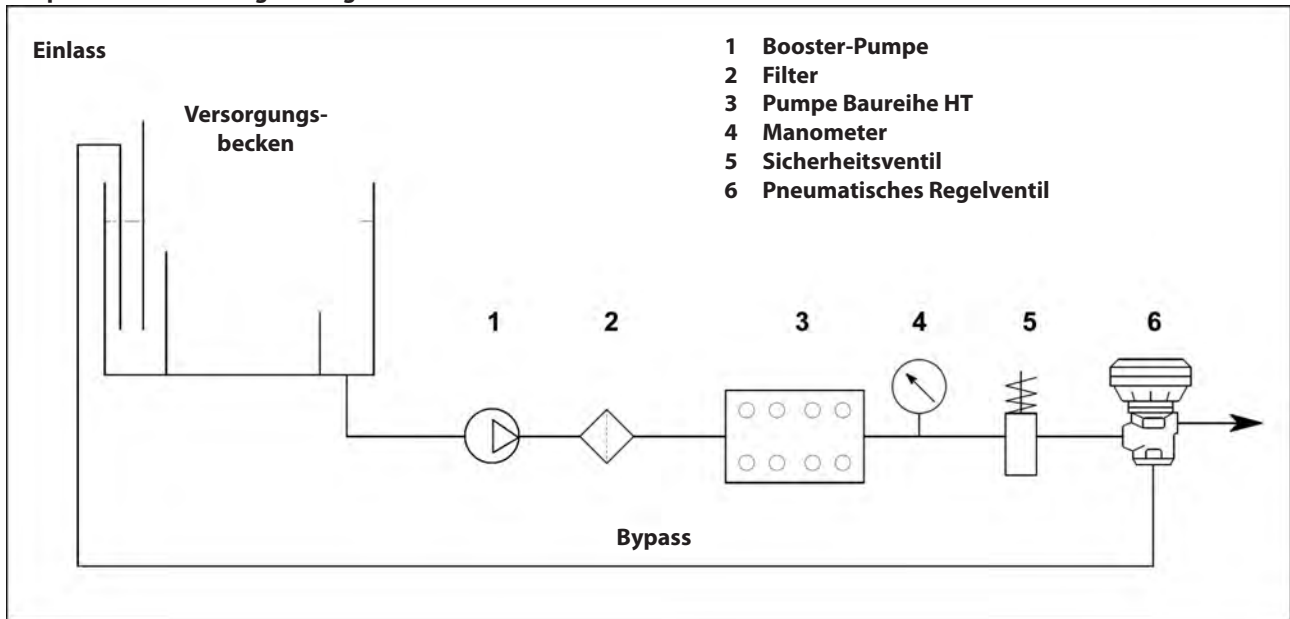 Einlass
Versorgungs-
becken
1 Booster-Pumpe
2 Filter
3 Pumpe Baureihe HT
4 Manometer
5 Sicherheitsventil
6 Pneumatisches Regelventil
1 2 3 4 5 6
Bypass